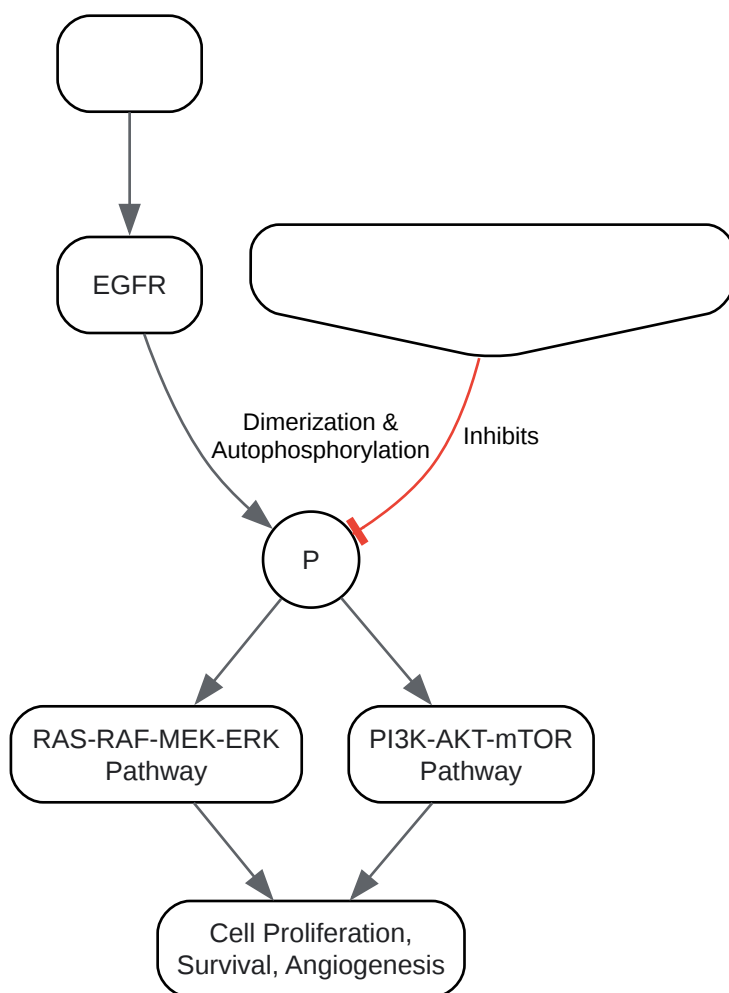 EGFR
Dimerization &
Autophosphorylation
Inhibits
P
RAS-RAF-MEK-ERK
Pathway
PI3K-AKT-mTOR
Pathway
Cell Proliferation,
Survival, Angiogenesis